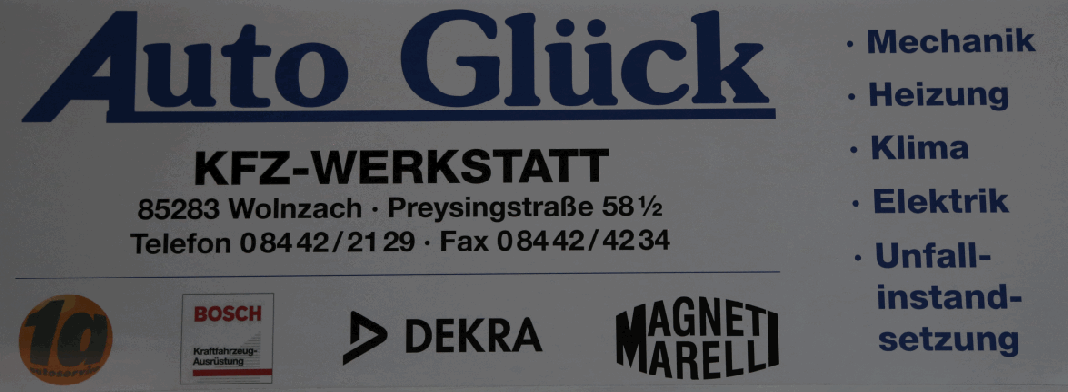 Auto Glück
KFZ-WERKSTATT
85283 Wolnzach · Preysingstraße 58½
Telefon 08442/2129 · Fax 08442/4234
1a
autoservice
BOSCH
Kraftfahrzeug-
Ausrüstung
DEKRA
MAGNETI
MARELLI
· Mechanik
· Heizung
· Klima
· Elektrik
· Unfall-
instand-
setzung